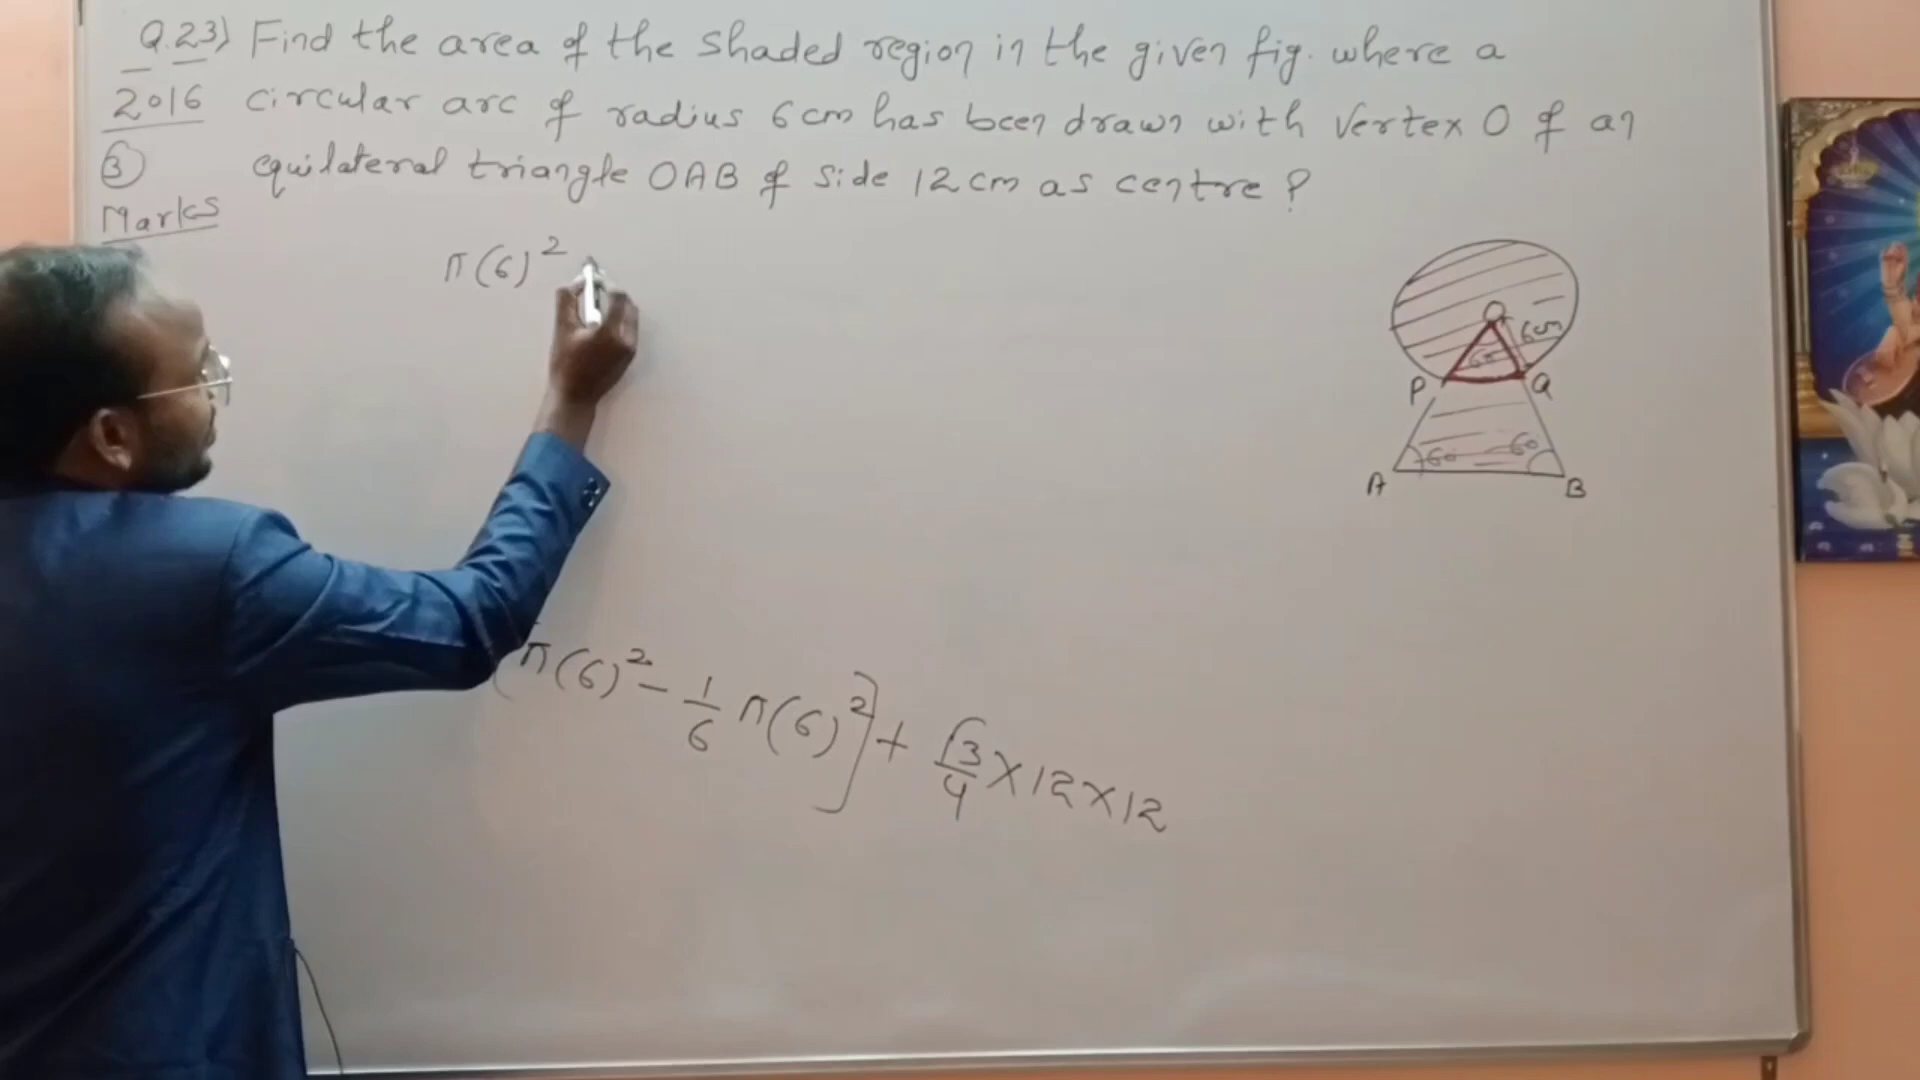 Q.23) Find the area of the shaded region in the given fig. where a
2016 circular arc of radius 6cm has been drawn with vertex O of an
3 equilateral triangle OAB of side 12cm as centre ?
Marks
π(6)²
O
6cm
60
P Q
60 60
A B
π(6)² - 1/6 π(6)²] + √3/4 × 12 × 12